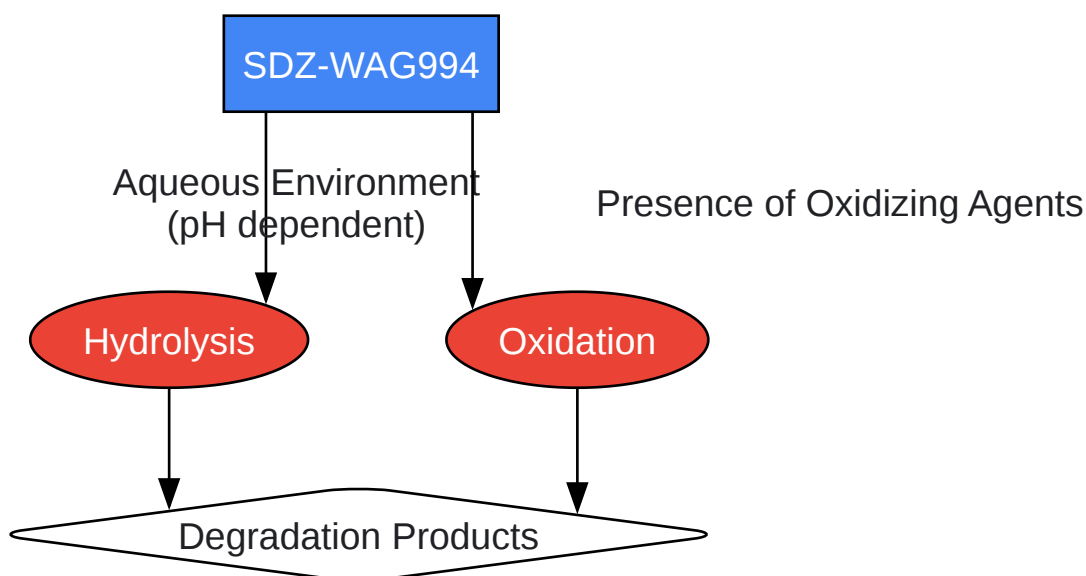 SDZ-WAG994
Aqueous Environment
(pH dependent)
Presence of Oxidizing Agents
Hydrolysis
Oxidation
Degradation Products